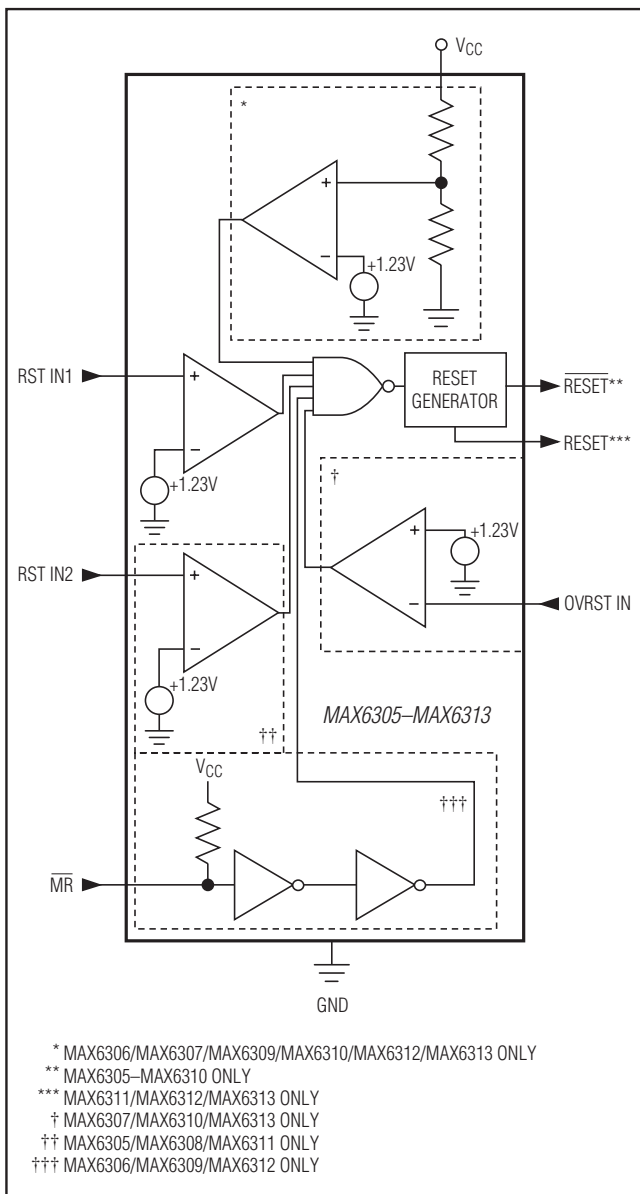 VCC
*
+
−
+1.23V
RST IN1
+
−
+1.23V
RESET
GENERATOR
RESET**
RESET***
†
+
−
+1.23V
RST IN2
+
−
+1.23V
OVRST IN
MAX6305–MAX6313
††
VCC
†††
MR
GND
* MAX6306/MAX6307/MAX6309/MAX6310/MAX6312/MAX6313 ONLY
** MAX6305–MAX6310 ONLY
*** MAX6311/MAX6312/MAX6313 ONLY
† MAX6307/MAX6310/MAX6313 ONLY
†† MAX6305/MAX6308/MAX6311 ONLY
††† MAX6306/MAX6309/MAX6312 ONLY